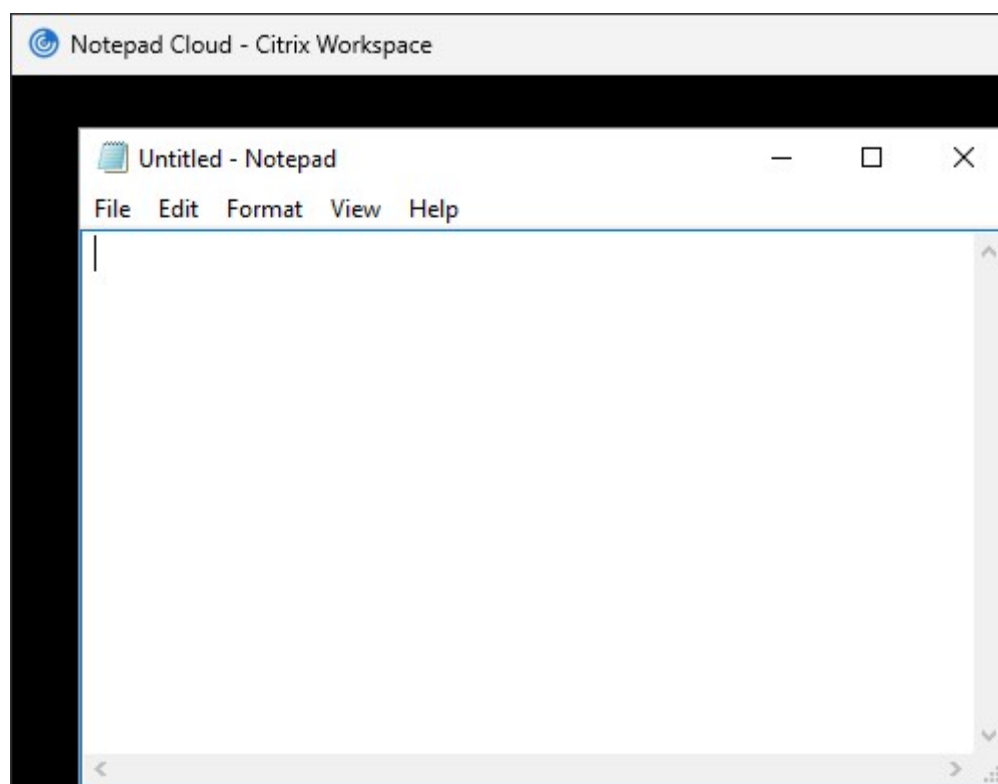 Notepad Cloud - Citrix Workspace
Untitled - Notepad
File Edit Format View Help